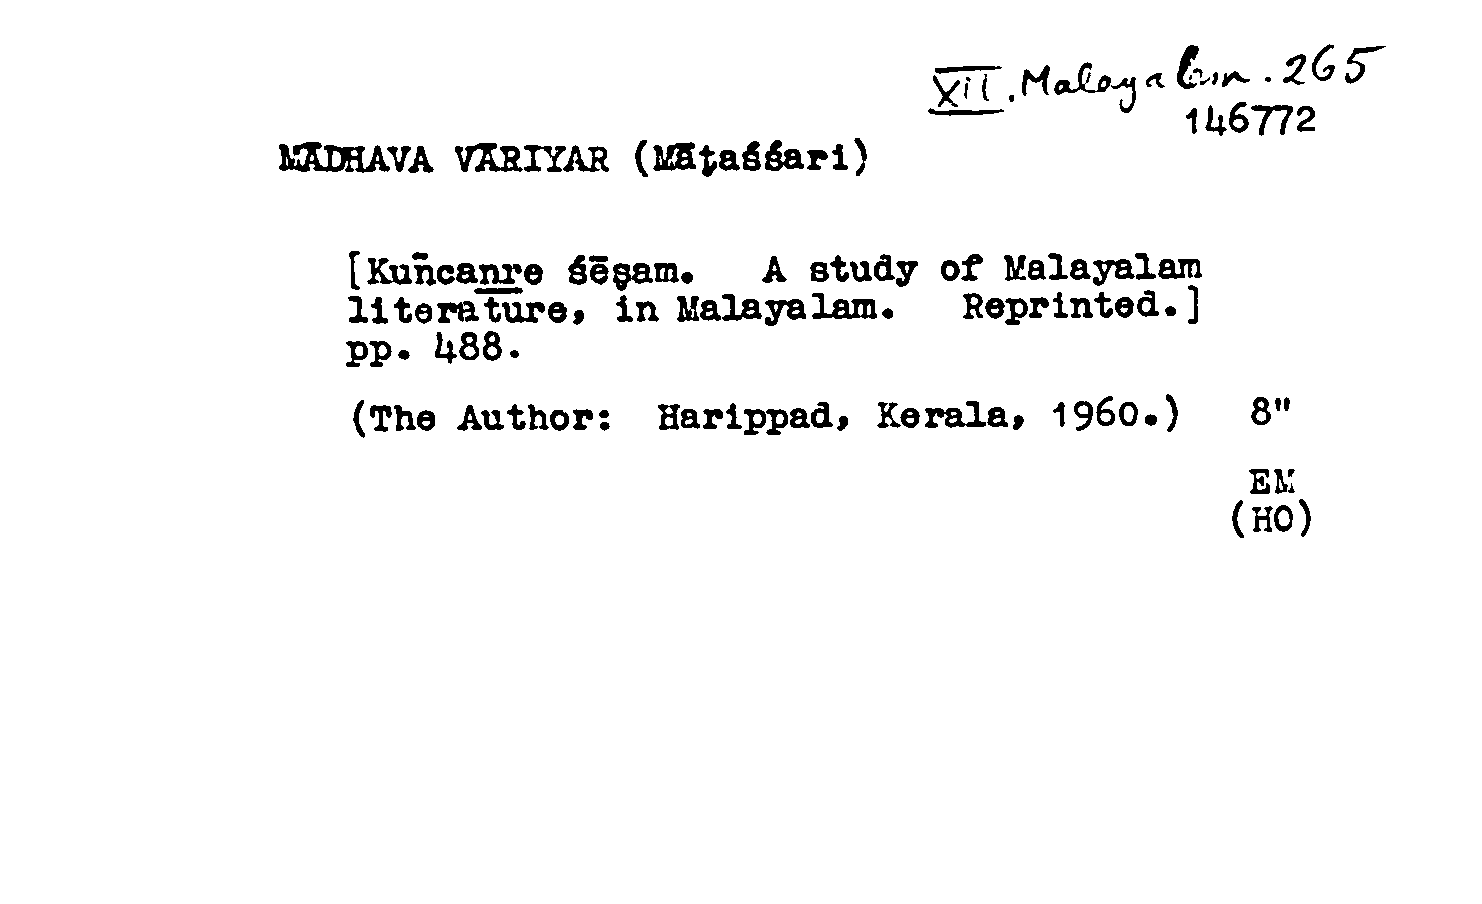 XII. Malayalam. 265
146772
MĀDHAVA VĀRIYAR (Māṭaśśari)
[Kuñcaṉṟe śēṣam. A study of Malayalam
literature, in Malayalam. Reprinted.]
pp. 488.
(The Author: Harippad, Kerala, 1960.) 8"
EM
(HO)